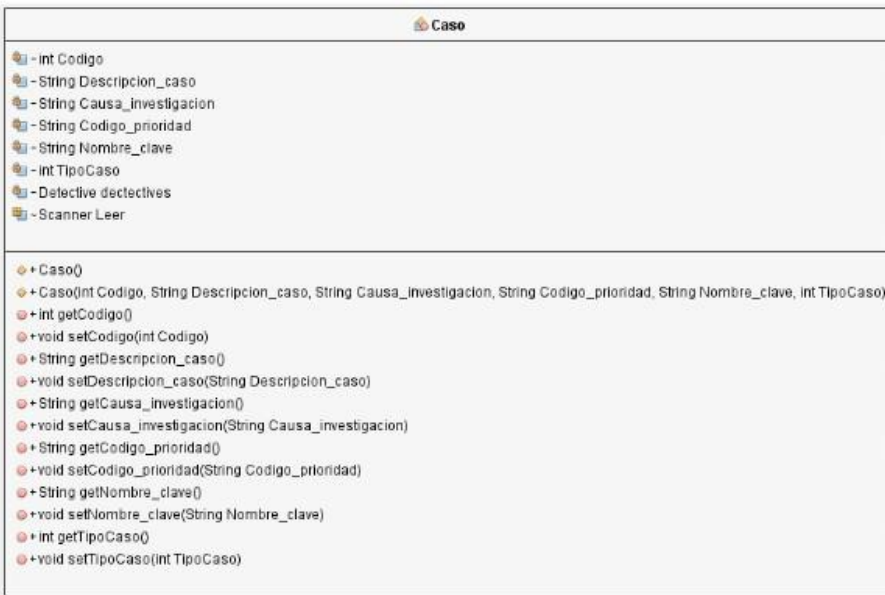 Caso
- int Codigo
- String Descripcion_caso
- String Causa_investigacion
- String Codigo_prioridad
- String Nombre_clave
- int TipoCaso
- Detective dectectives
~ Scanner Leer
+ Caso()
+ Caso(int Codigo, String Descripcion_caso, String Causa_investigacion, String Codigo_prioridad, String Nombre_clave, int TipoCaso)
+ int getCodigo()
+ void setCodigo(int Codigo)
+ String getDescripcion_caso()
+ void setDescripcion_caso(String Descripcion_caso)
+ String getCausa_investigacion()
+ void setCausa_investigacion(String Causa_investigacion)
+ String getCodigo_prioridad()
+ void setCodigo_prioridad(String Codigo_prioridad)
+ String getNombre_clave()
+ void setNombre_clave(String Nombre_clave)
+ int getTipoCaso()
+ void setTipoCaso(int TipoCaso)